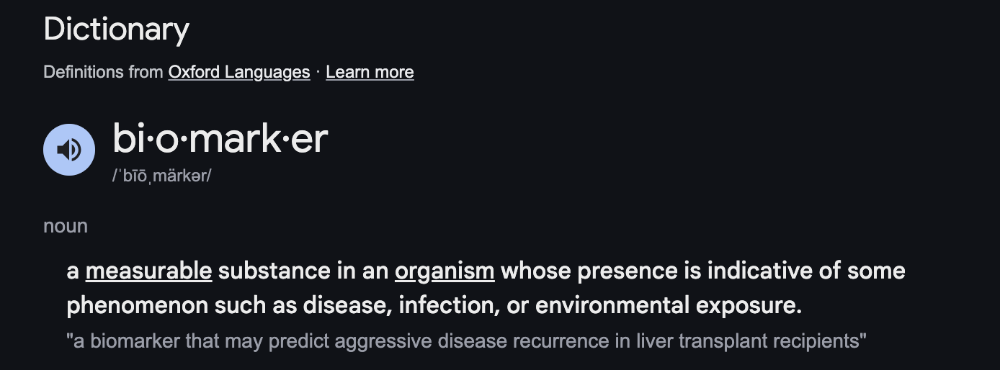 Dictionary
Definitions from Oxford Languages · Learn more
bi·o·mark·er
/ˈbīōˌmärkər/
noun
a measurable substance in an organism whose presence is indicative of some
phenomenon such as disease, infection, or environmental exposure.
"a biomarker that may predict aggressive disease recurrence in liver transplant recipients"